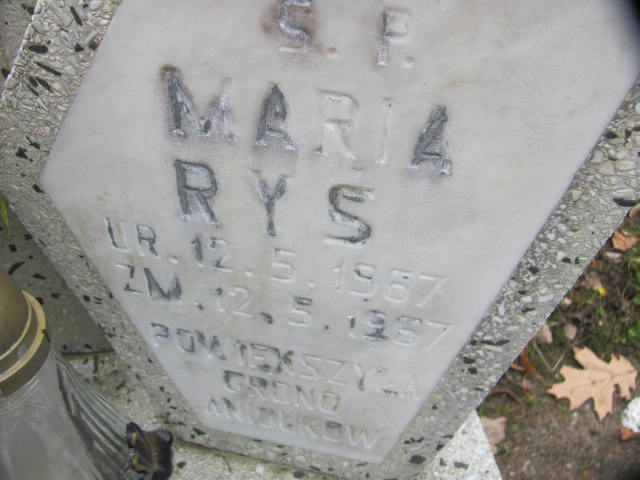 Ś. P.
MARIA
RYŚ
UR. 12. 5. 1967
ZM. 12. 5. 1967
POWIĘKSZYŁA
GRONO
ANIOŁKÓW